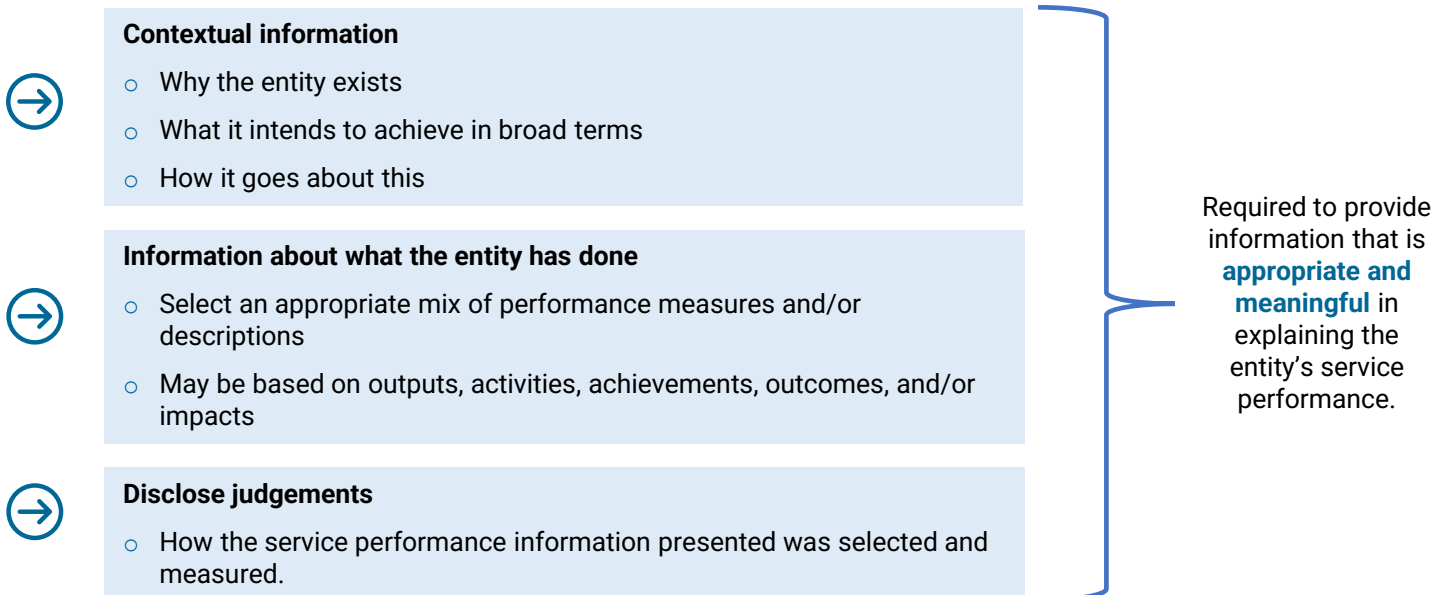 Contextual information
○ Why the entity exists
○ What it intends to achieve in broad terms
○ How it goes about this
Information about what the entity has done
○ Select an appropriate mix of performance measures and/or
descriptions
○ May be based on outputs, activities, achievements, outcomes, and/or
impacts
Disclose judgements
○ How the service performance information presented was selected and
measured.
Required to provide
information that is
appropriate and
meaningful in
explaining the
entity’s service
performance.